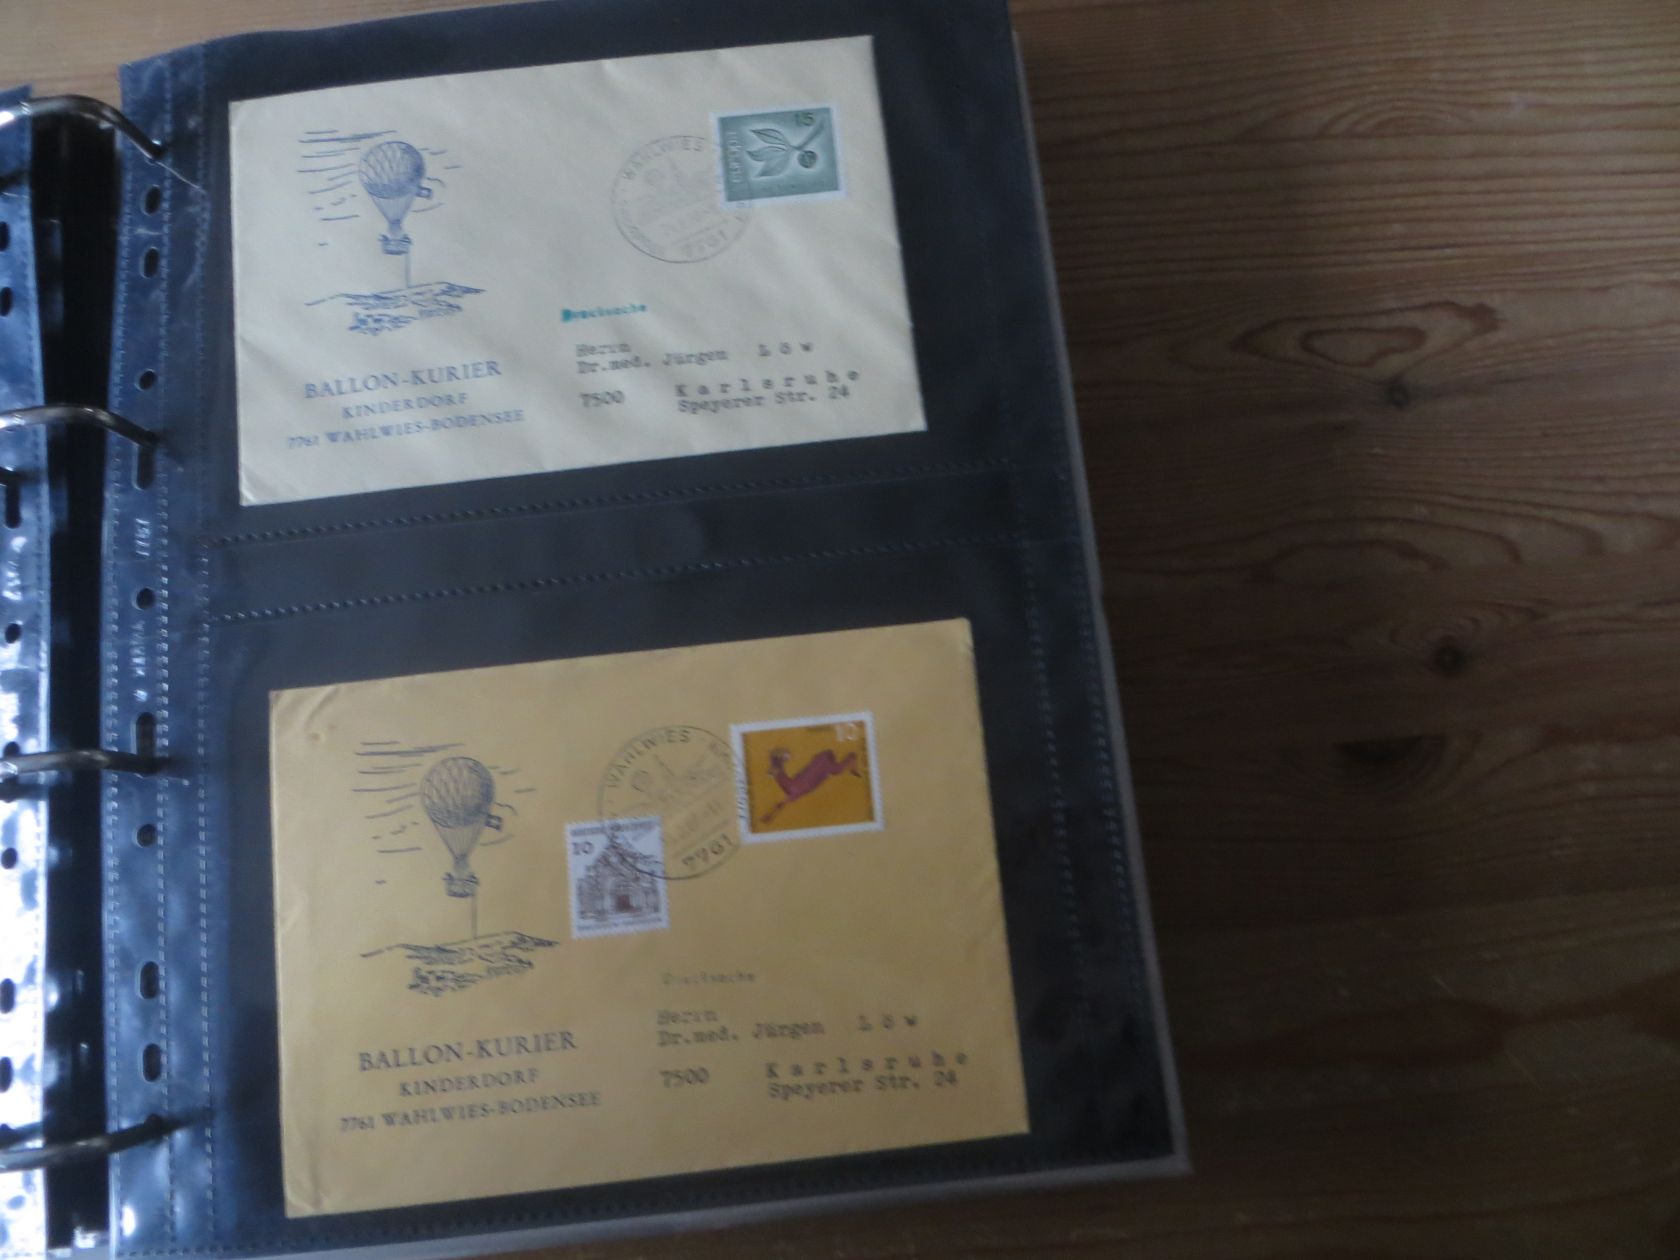 15
WAHLWIES
7761
Drucksache
Herrn
Dr.med. Jürgen Löw
7500 Karlsruhe
Speyerer Str. 24
BALLON-KURIER
KINDERDORF
7761 WAHLWIES-BODENSEE
10
WAHLWIES
7761
10
Drucksache
Herrn
Dr.med. Jürgen Löw
7500 Karlsruhe
Speyerer Str. 24
BALLON-KURIER
KINDERDORF
7761 WAHLWIES-BODENSEE